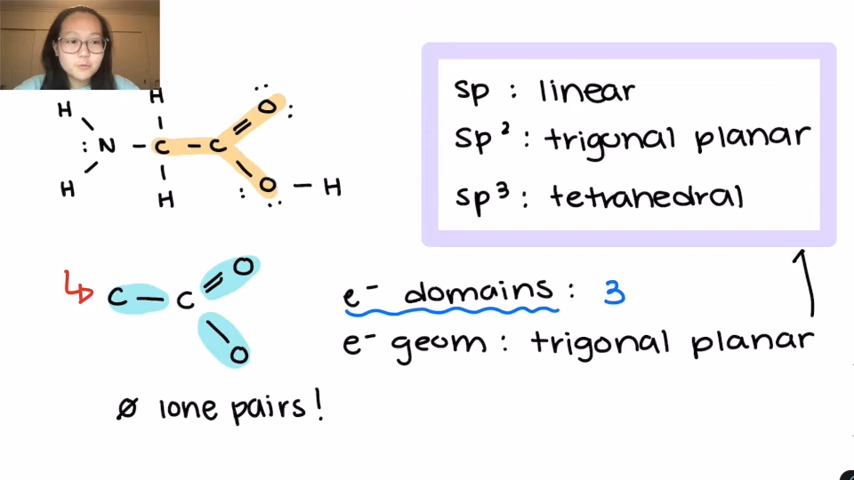 H
H
:N - C - C
= O
O - H
H
H
sp : linear
sp² : trigonal planar
sp³ : tetrahedral
C - C = O
O
e⁻ domains : 3
e⁻ geom : trigonal planar
∅ lone pairs!